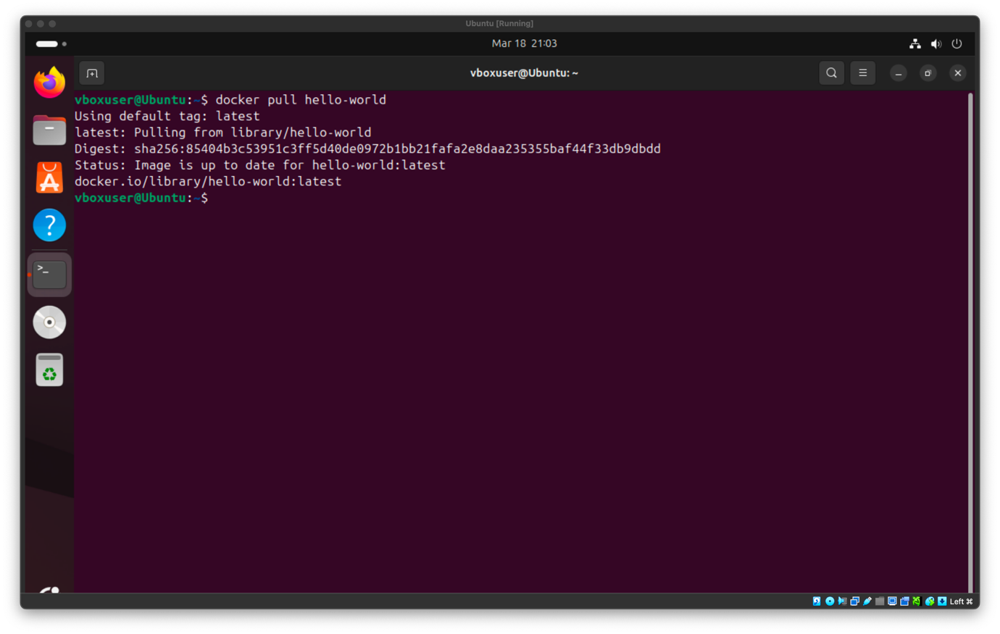 Ubuntu [Running]
Mar 18 21:03
vboxuser@Ubuntu: ~
vboxuser@Ubuntu:~$ docker pull hello-world
Using default tag: latest
latest: Pulling from library/hello-world
Digest: sha256:85404b3c53951c3ff5d40de0972b1bb21fafa2e8daa235355baf44f33db9dbdd
Status: Image is up to date for hello-world:latest
docker.io/library/hello-world:latest
vboxuser@Ubuntu:~$
Left ⌘